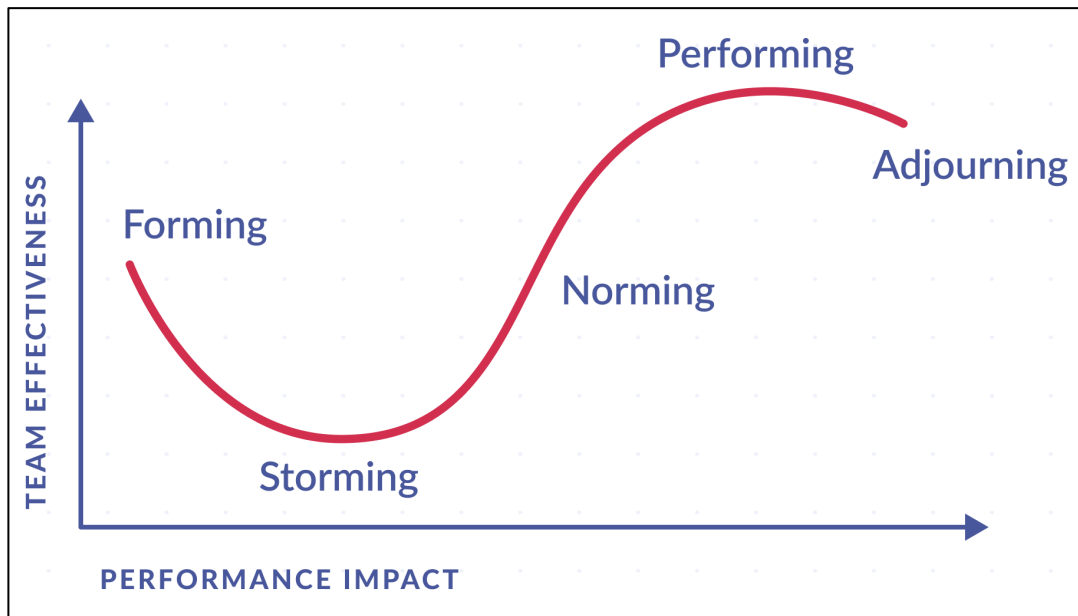 Performing
Adjourning
Forming
Norming
Storming
TEAM EFFECTIVENESS
PERFORMANCE IMPACT